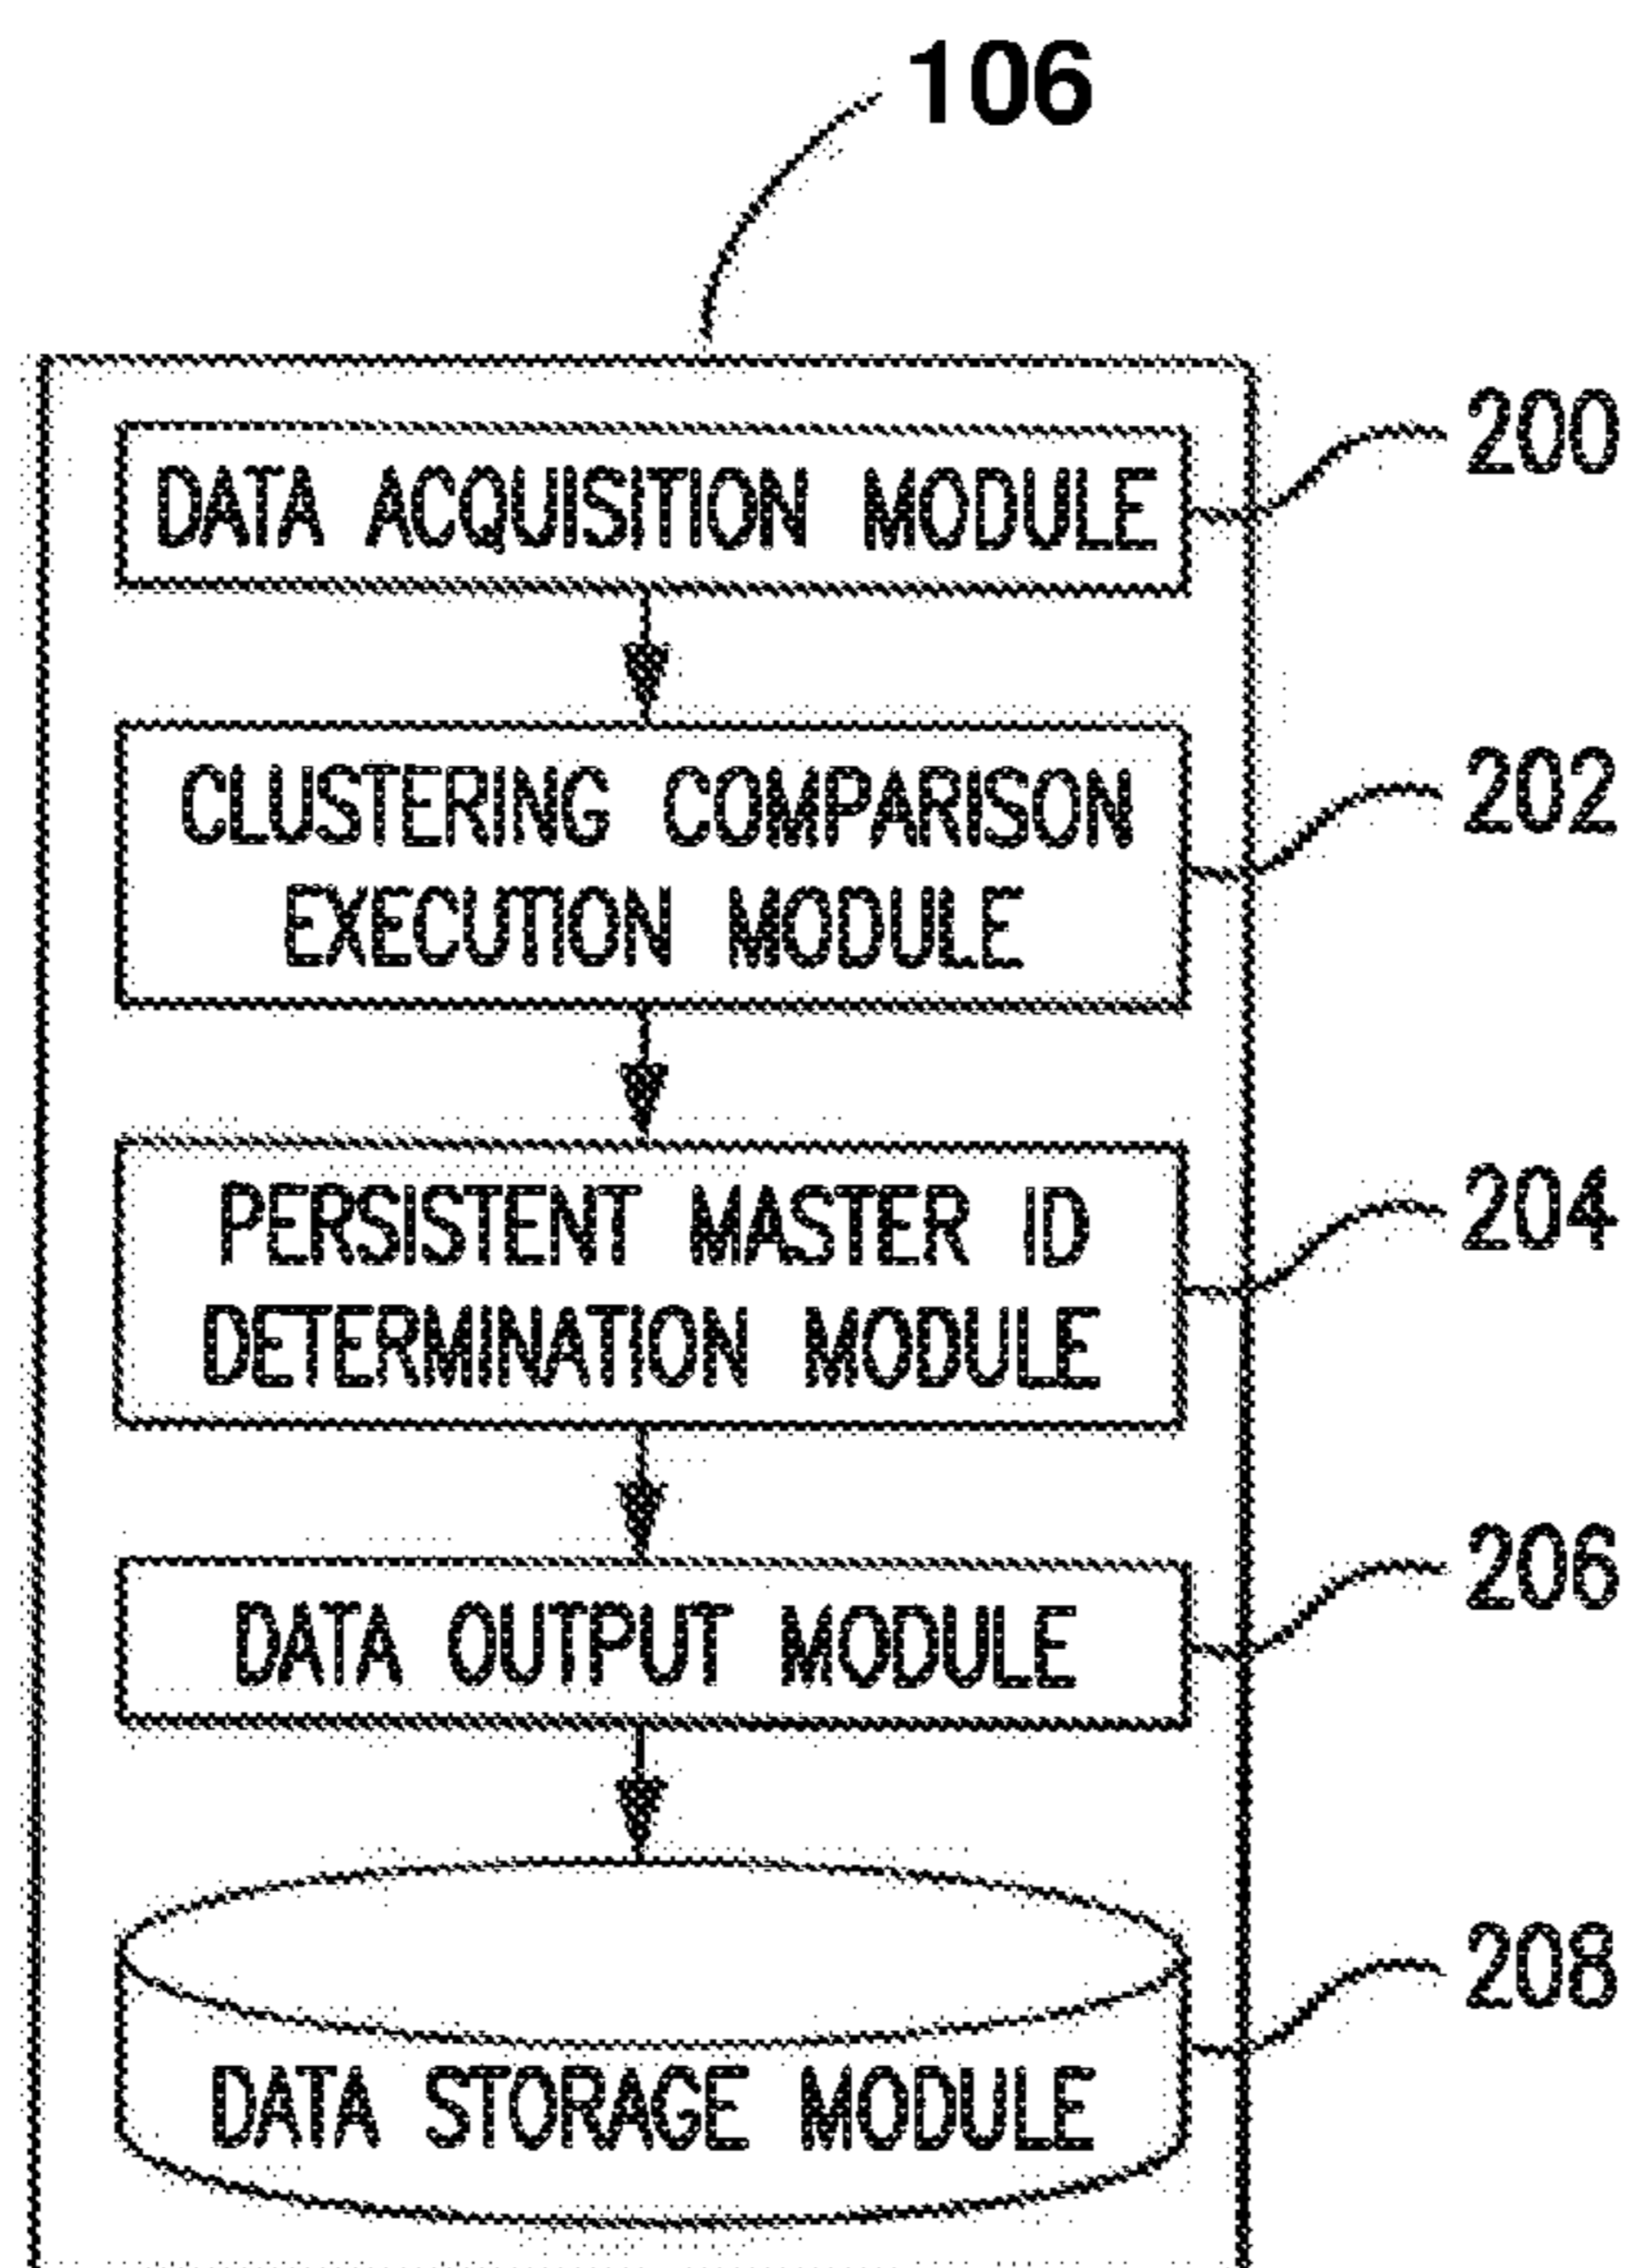 106
DATA ACQUISITION MODULE
200
CLUSTERING COMPARISON
EXECUTION MODULE
202
PERSISTENT MASTER ID
DETERMINATION MODULE
204
DATA OUTPUT MODULE
206
DATA STORAGE MODULE
208